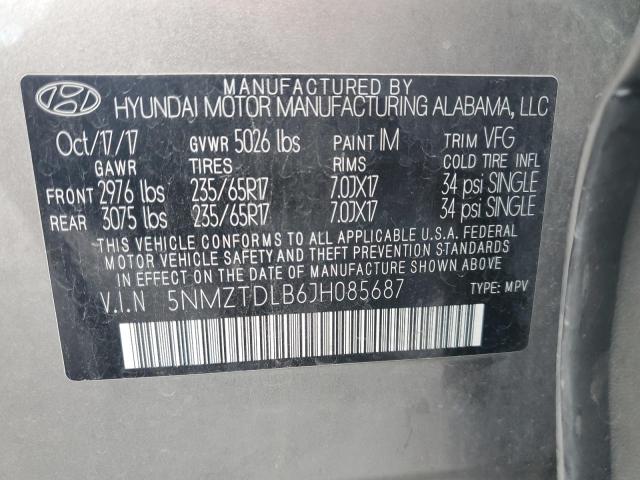 MANUFACTURED BY
HYUNDAI MOTOR MANUFACTURING ALABAMA, LLC
Oct/17/17 GVWR 5026 lbs PAINT IM TRIM VFG
GAWR TIRES RIMS COLD TIRE INFL
FRONT 2976 lbs 235/65R17 7.0JX17 34 psi SINGLE
REAR 3075 lbs 235/65R17 7.0JX17 34 psi SINGLE
THIS VEHICLE CONFORMS TO ALL APPLICABLE U.S.A. FEDERAL
MOTOR VEHICLE SAFETY AND THEFT PREVENTION STANDARDS
IN EFFECT ON THE DATE OF MANUFACTURE SHOWN ABOVE.
V.I.N 5NMZTDLB6JH085687 TYPE: MPV